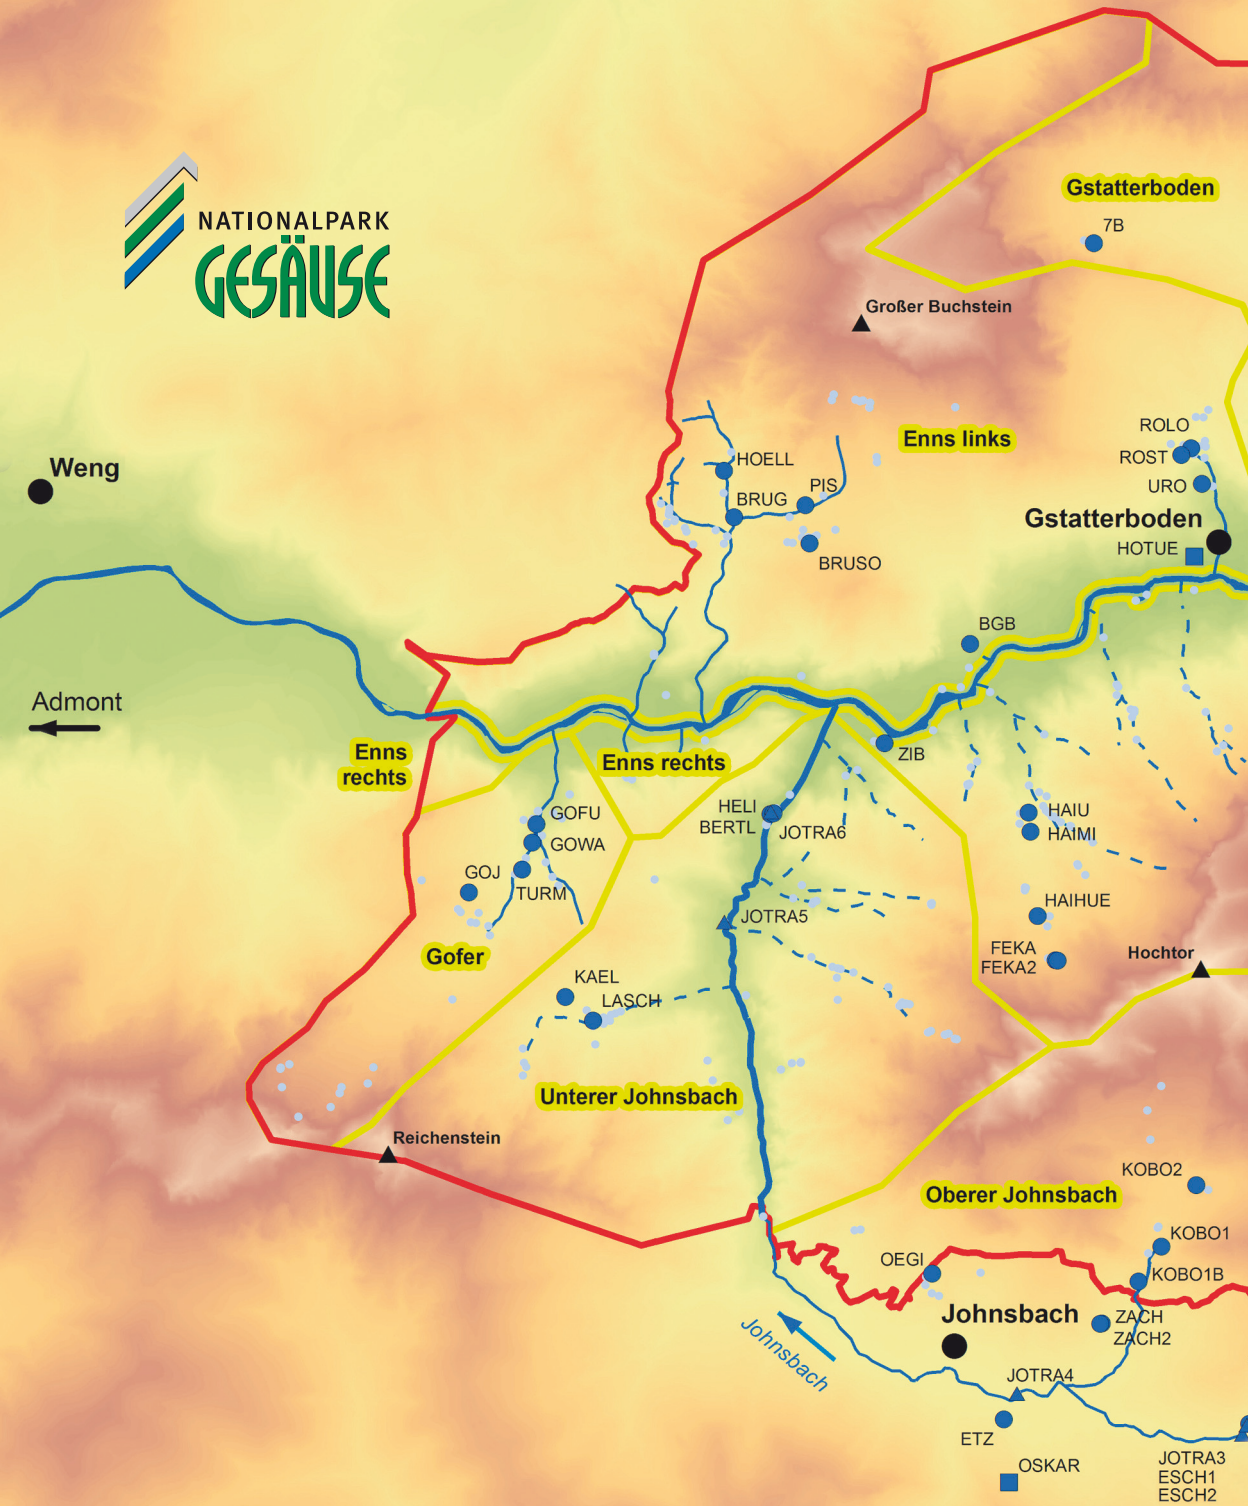 Gstatterboden
7B
NATIONALPARK
GESÄUSE
Großer Buchstein
Enns links
ROLO
ROST
URO
Weng
HOELL
PIS
BRUG
BRUSO
Gstatterboden
HOTUE
BGB
Admont
Enns
rechts
Enns rechts
ZIB
HELI
BERTL
JOTRA6
GOFU
GOWA
GOJ
TURM
HAIU
HAIMI
HAIHUE
JOTRA5
Gofer
FEKA
FEKA2
Hochtor
KAEL
LASCH
Unterer Johnsbach
Reichenstein
KOBO2
Oberer Johnsbach
KOBO1
OEGI
KOBO1B
Johnsbach
ZACH
ZACH2
Johnsbach
JOTRA4
ETZ
OSKAR
JOTRA3
ESCH1
ESCH2